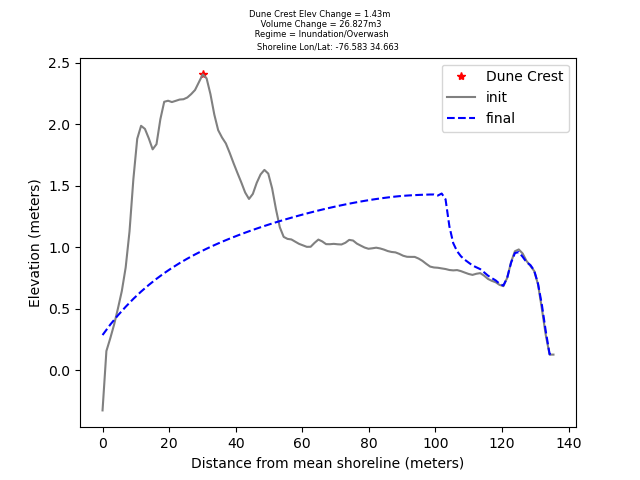 Dune Crest Elev Change = 1.43m
Volume Change = 26.827m3
Regime = Inundation/Overwash
Shoreline Lon/Lat: -76.583 34.663
Dune Crest
init
final
Elevation (meters)
2.5
2.0
1.5
1.0
0.5
0.0
0 20 40 60 80 100 120 140
Distance from mean shoreline (meters)